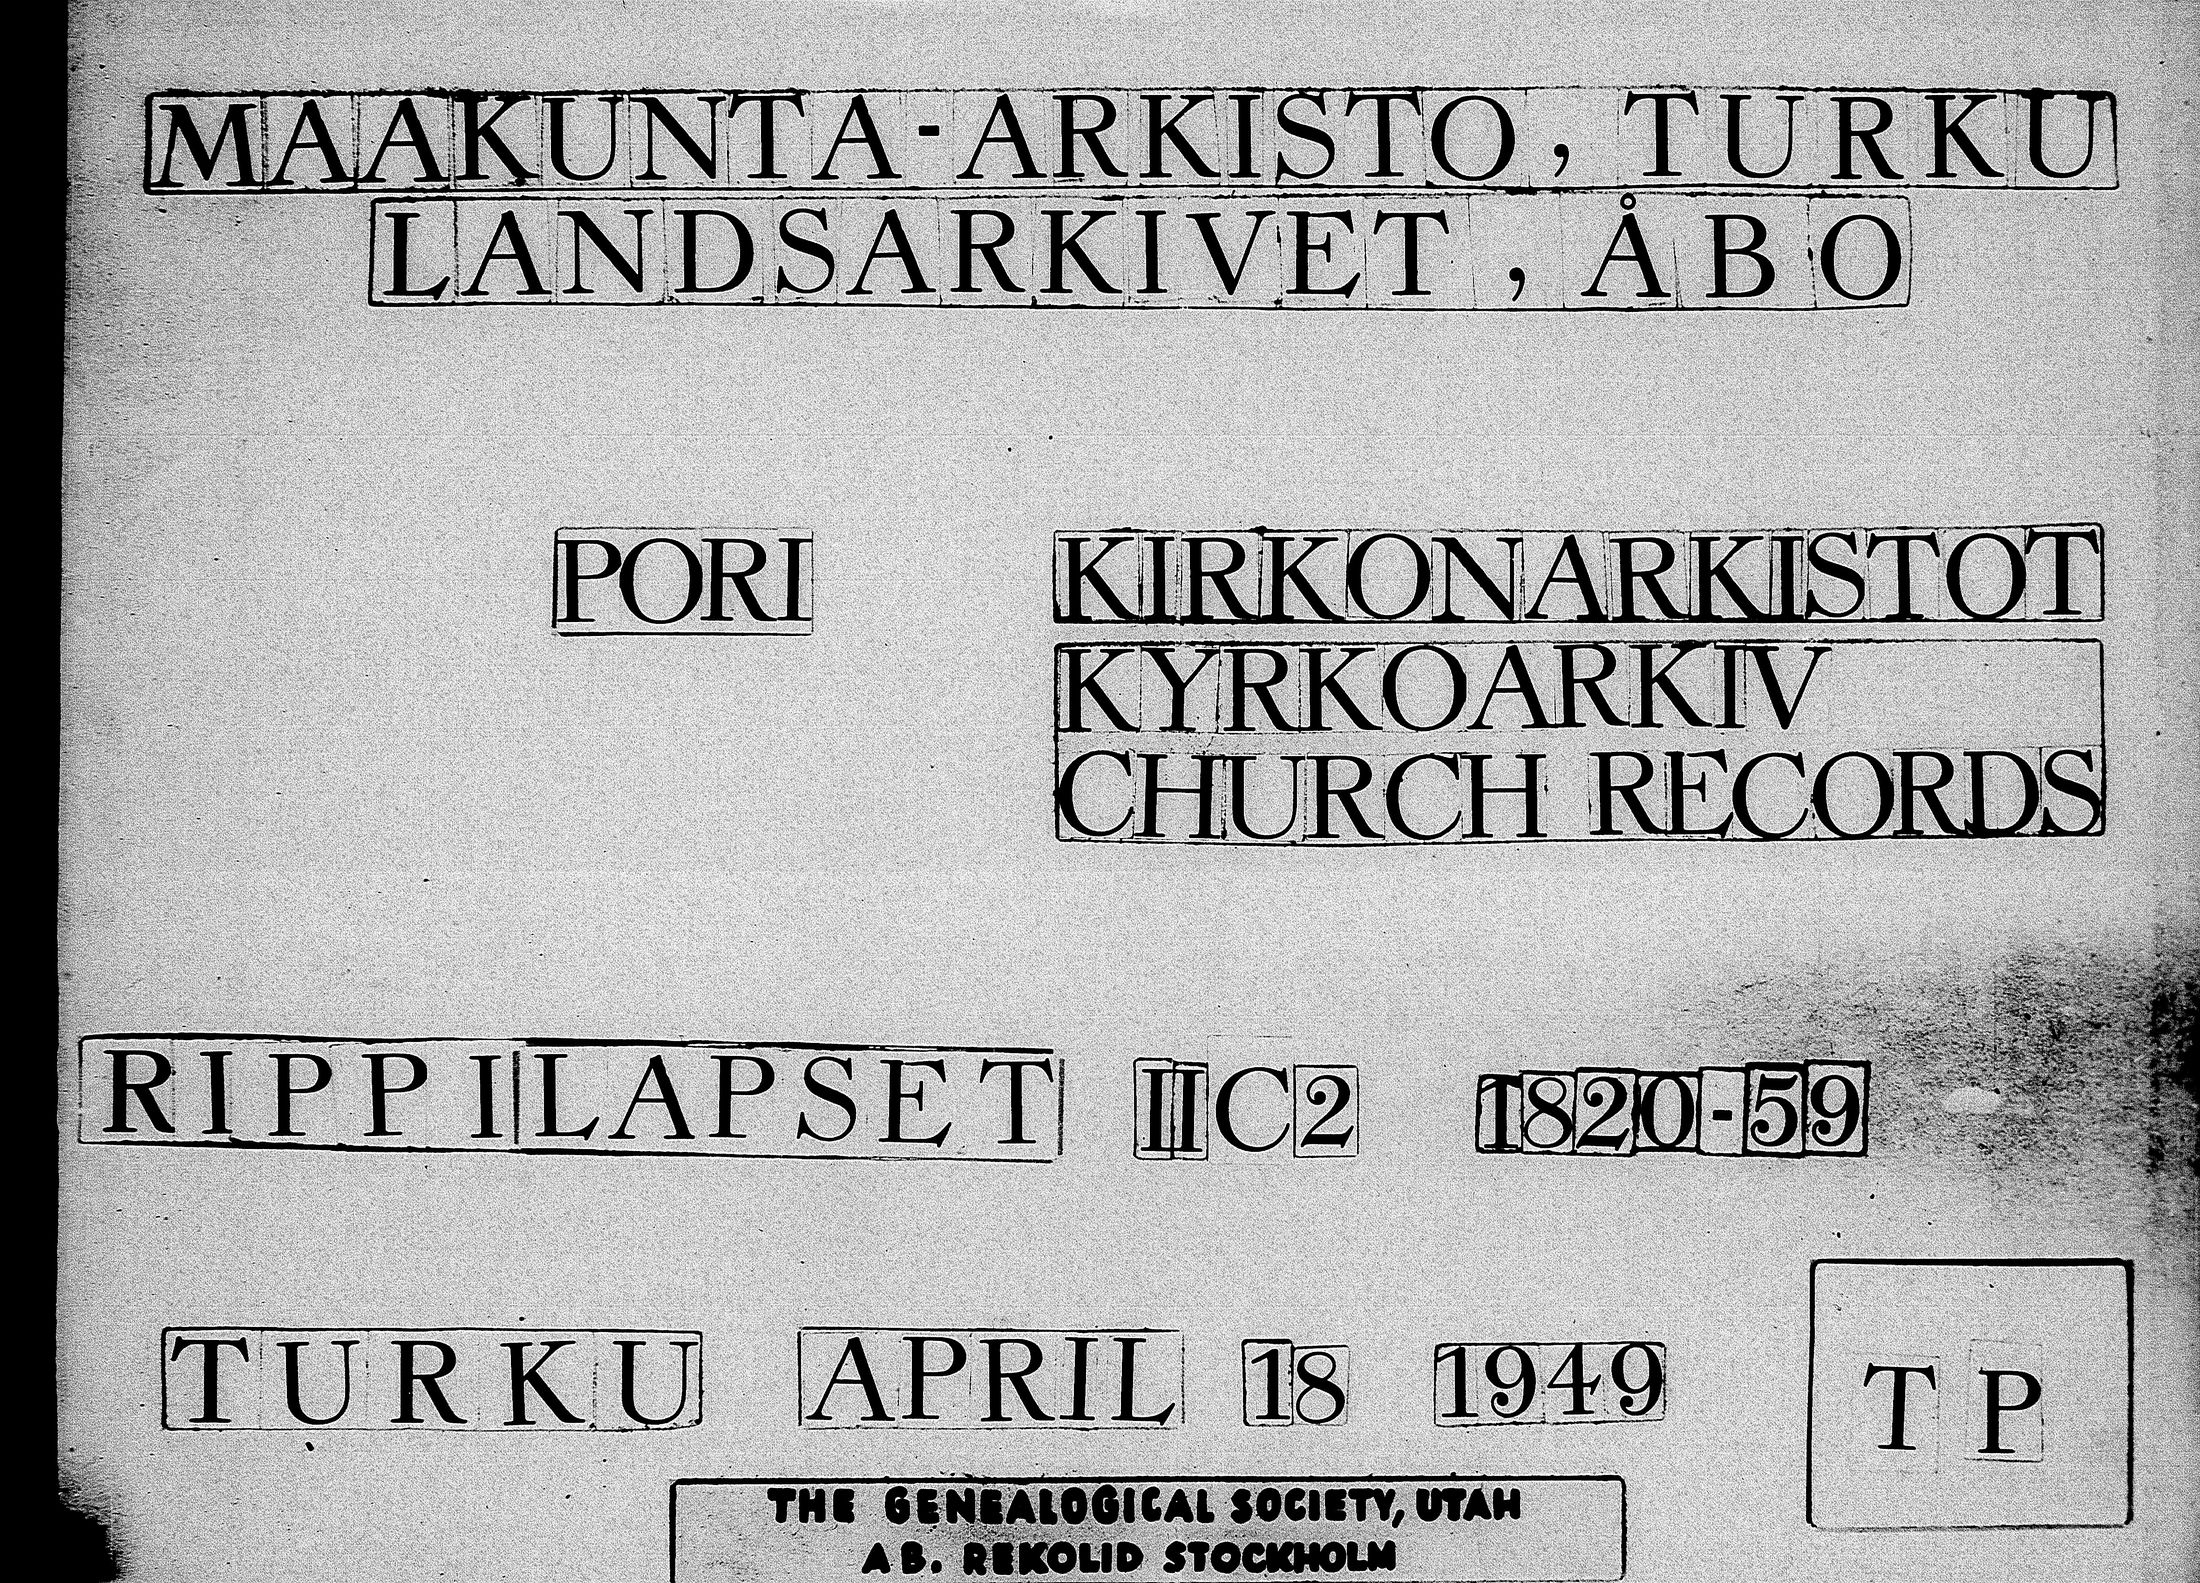 MAAKUNTA-ARKISTO, TURKU
LANDSARKIVET, ÅBO
PORI
KIRKONARKISTOT
KYRKOARKIV
CHURCH RECORDS
RIPPILAPSET IIC2 1820-59
TURKU APRIL 18 1949
TP
THE GENEALOGICAL SOCIETY, UTAH
AB. REKOLID STOCKHOLM